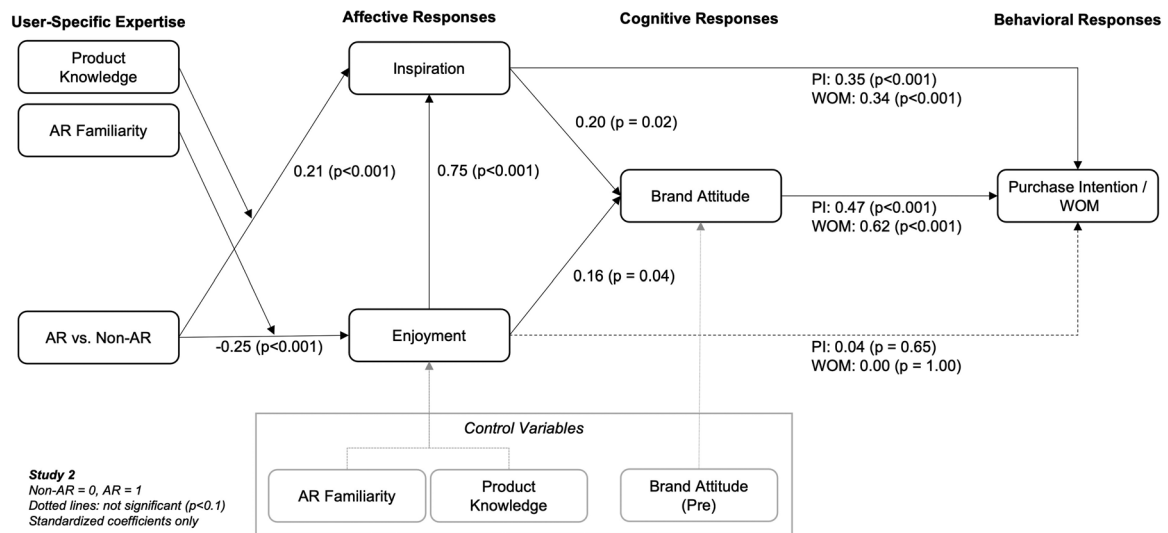 User-Specific Expertise
Affective Responses
Cognitive Responses
Behavioral Responses
Product
Knowledge
AR Familiarity
AR vs. Non-AR
Inspiration
Enjoyment
Brand Attitude
Purchase Intention /
WOM
0.21 (p<0.001)
0.75 (p<0.001)
-0.25 (p<0.001)
0.20 (p = 0.02)
0.16 (p = 0.04)
PI: 0.35 (p<0.001)
WOM: 0.34 (p<0.001)
PI: 0.47 (p<0.001)
WOM: 0.62 (p<0.001)
PI: 0.04 (p = 0.65)
WOM: 0.00 (p = 1.00)
Control Variables
AR Familiarity
Product
Knowledge
Brand Attitude
(Pre)
Study 2
Non-AR = 0, AR = 1
Dotted lines: not significant (p<0.1)
Standardized coefficients only